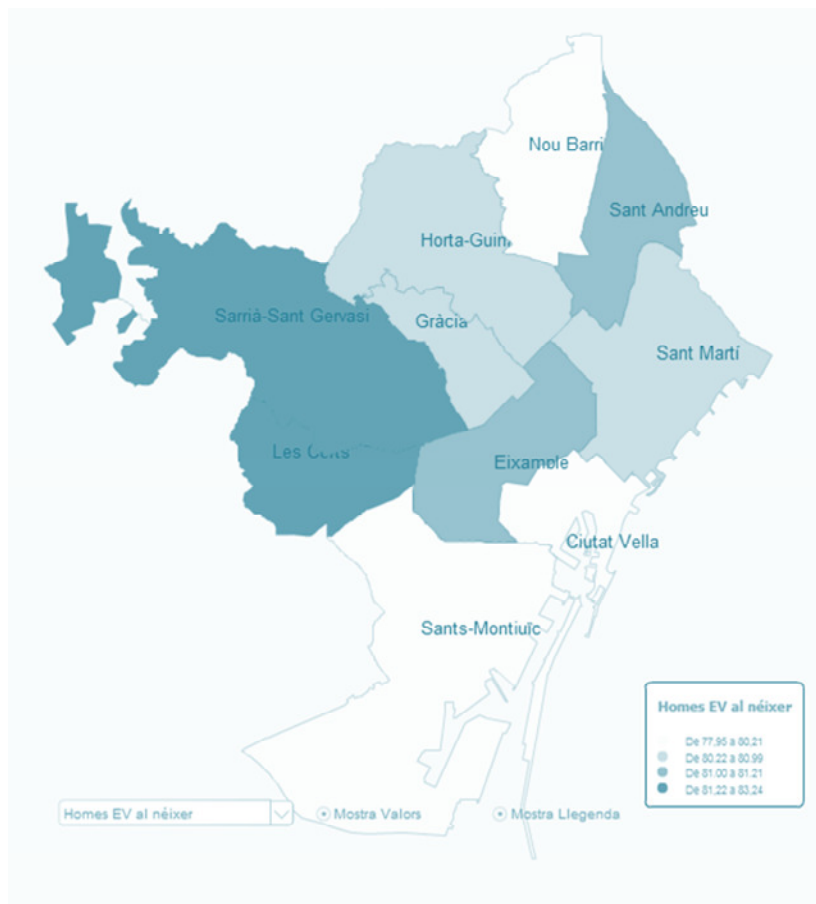 Nou Barri
Sant Andreu
Horta-Guin
Sarrià-Sant Gervasi
Gràcia
Sant Martí
Les Corts
Eixample
Ciutat Vella
Sants-Montjuïc
Homes EV al néixer
De 77,95 a 80,21
De 80,22 a 80,99
De 81,00 a 81,21
De 81,22 a 83,24
Homes EV al néixer
Mostra Valors
Mostra Llegenda